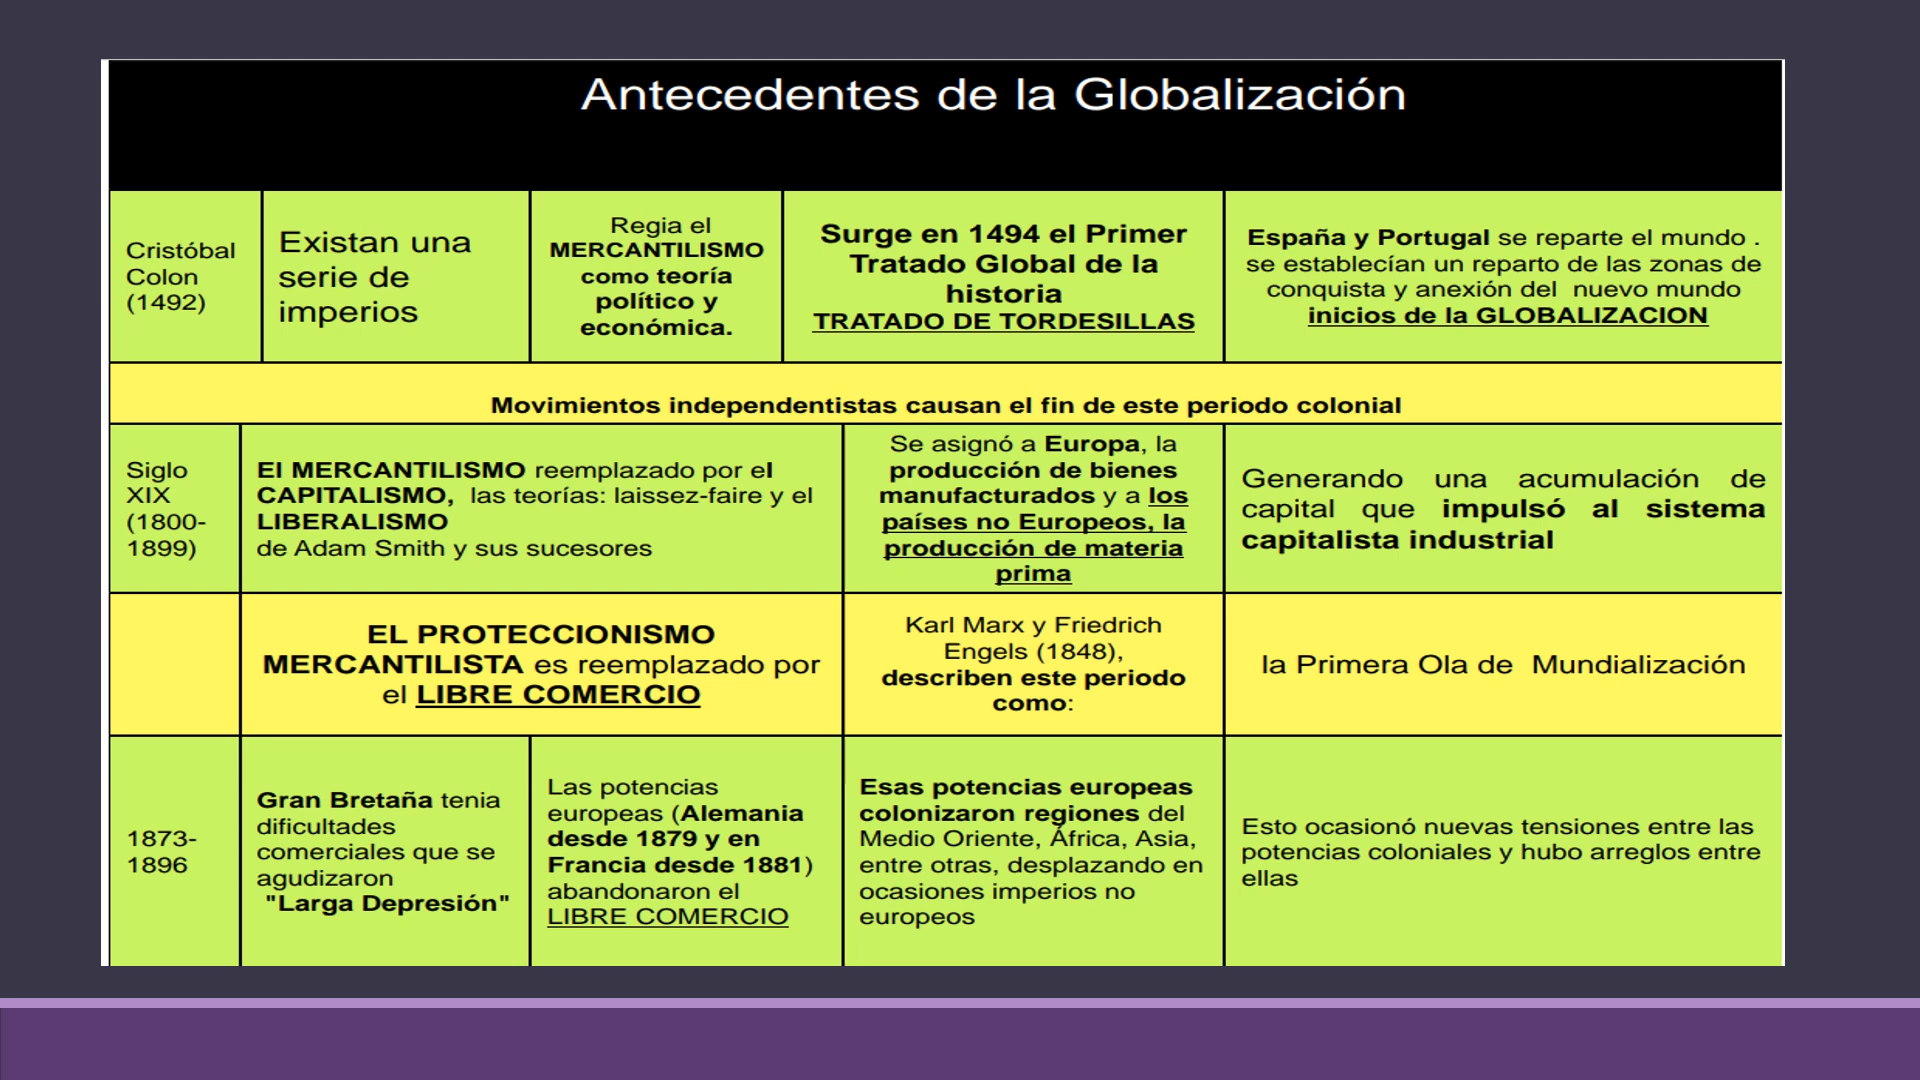 Antecedentes de la Globalización
Cristóbal
Colon
(1492)
Existan una
serie de
imperios
Regia el
MERCANTILISMO
como teoría
político y
económica.
Surge en 1494 el Primer
Tratado Global de la
historia
TRATADO DE TORDESILLAS
España y Portugal se reparte el mundo .
se establecían un reparto de las zonas de
conquista y anexión del nuevo mundo
inicios de la GLOBALIZACION
Movimientos independentistas causan el fin de este periodo colonial
Siglo
XIX
(1800-
1899)
El MERCANTILISMO reemplazado por el
CAPITALISMO, las teorías: laissez-faire y el
LIBERALISMO
de Adam Smith y sus sucesores
Se asignó a Europa, la
producción de bienes
manufacturados y a los
países no Europeos, la
producción de materia
prima
Generando una acumulación de
capital que impulsó al sistema
capitalista industrial
EL PROTECCIONISMO
MERCANTILISTA es reemplazado por
el LIBRE COMERCIO
Karl Marx y Friedrich
Engels (1848),
describen este periodo
como:
la Primera Ola de Mundialización
1873-
1896
Gran Bretaña tenia
dificultades
comerciales que se
agudizaron
"Larga Depresión"
Las potencias
europeas (Alemania
desde 1879 y en
Francia desde 1881)
abandonaron el
LIBRE COMERCIO
Esas potencias europeas
colonizaron regiones del
Medio Oriente, África, Asia,
entre otras, desplazando en
ocasiones imperios no
europeos
Esto ocasionó nuevas tensiones entre las
potencias coloniales y hubo arreglos entre
ellas